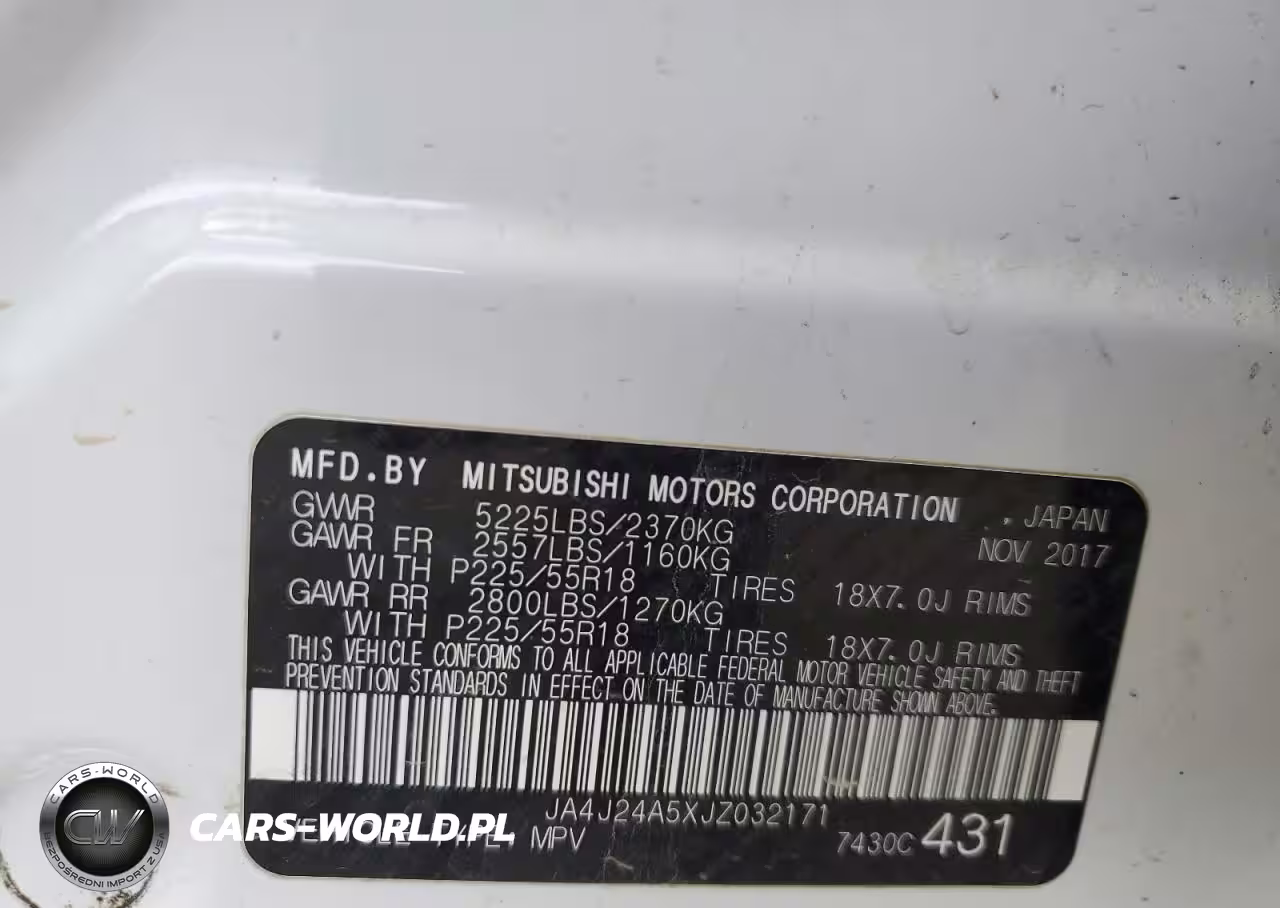 MFD.BY MITSUBISHI MOTORS CORPORATION . . JAPAN
GVWR 5225LBS/2370KG NOV 2017
GAWR FR 2557LBS/1160KG
WITH P225/55R18 TIRES 18X7.0J RIMS
GAWR RR 2800LBS/1270KG
WITH P225/55R18 TIRES 18X7.0J RIMS
THIS VEHICLE CONFORMS TO ALL APPLICABLE FEDERAL MOTOR VEHICLE SAFETY AND THEFT
PREVENTION STANDARDS IN EFFECT ON THE DATE OF MANUFACTURE SHOWN ABOVE.
JA4J24A5XJZ032171
MPV 7430C 431
CARS-WORLD
CW
BEZPOŚREDNI IMPORT Z USA
CARS-WORLD.PL